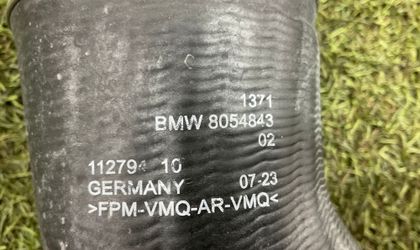 1371
BMW 8054843
02
112794 10
GERMANY 07-23
>FPM-VMQ-AR-VMQ<